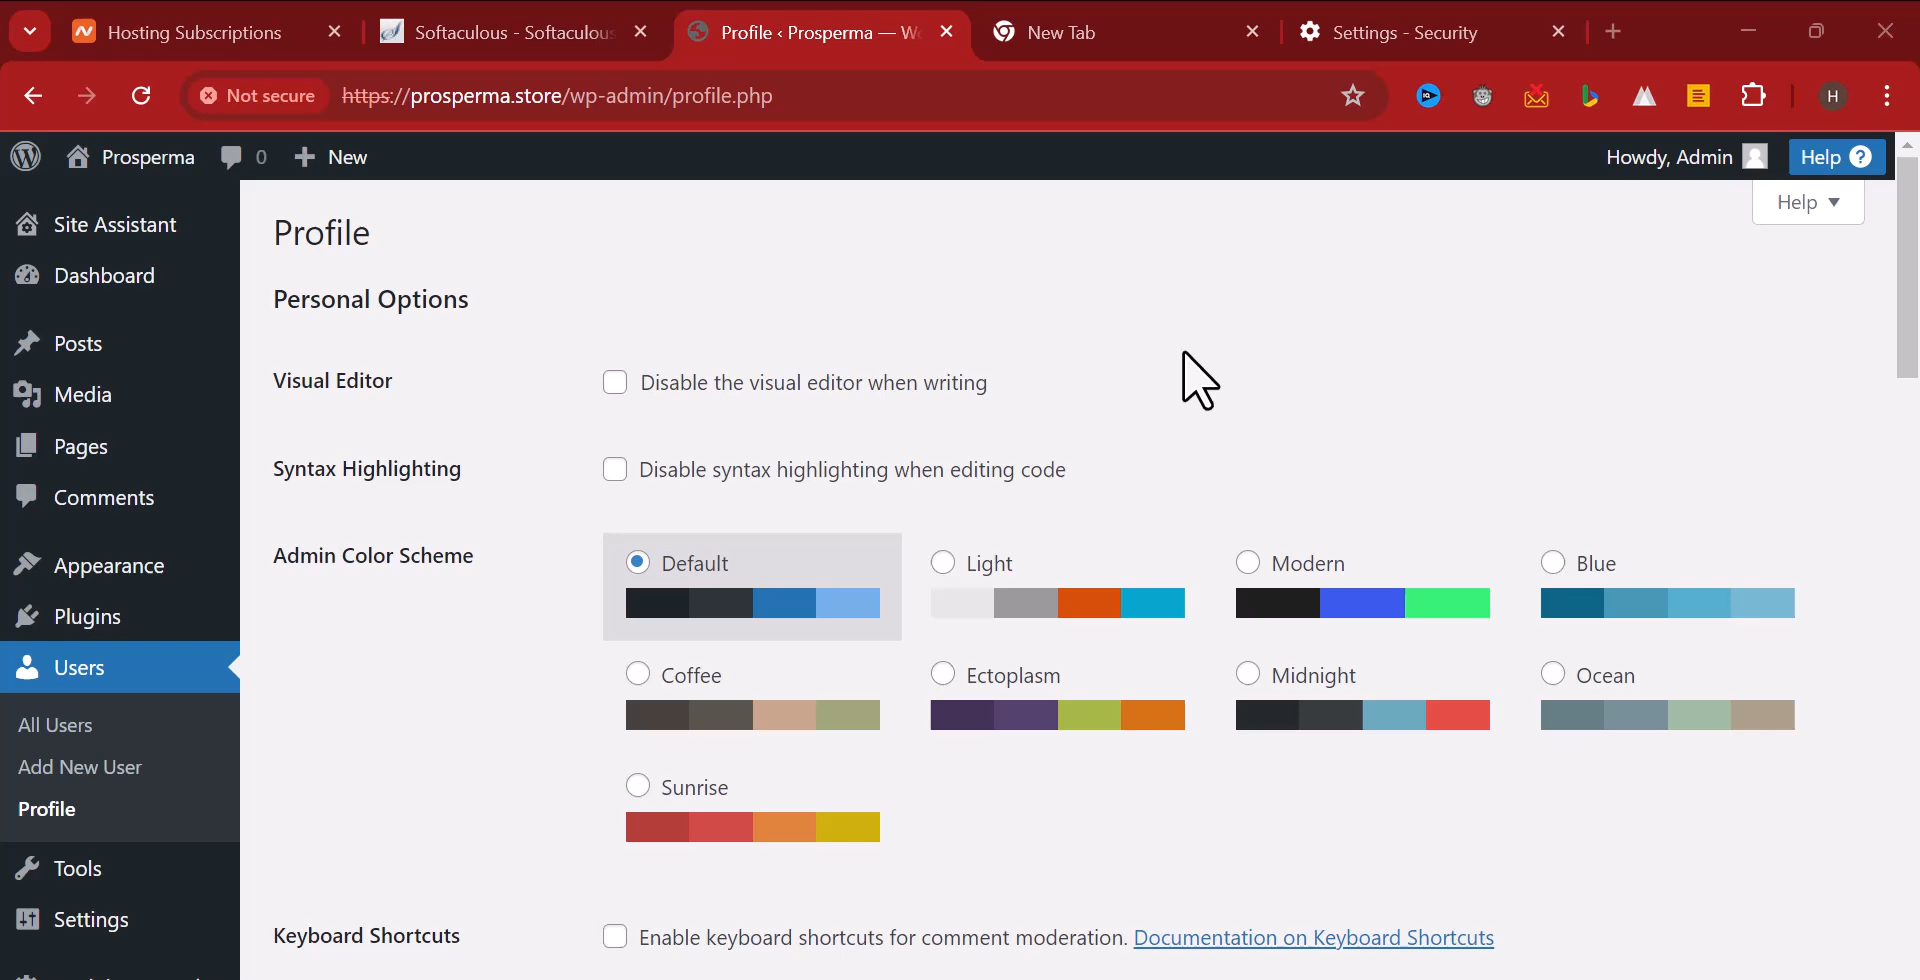 Hosting Subscriptions
Softaculous - Softaculous
Profile ‹ Prosperma — W
New Tab
Settings - Security
Not secure
https://prosperma.store/wp-admin/profile.php
H
Prosperma
0
New
Howdy, Admin
Help
Help
Site Assistant
Dashboard
Posts
Media
Pages
Comments
Appearance
Plugins
Users
All Users
Add New User
Profile
Tools
Settings
Profile
Personal Options
Visual Editor
Disable the visual editor when writing
Syntax Highlighting
Disable syntax highlighting when editing code
Admin Color Scheme
Default
Light
Modern
Blue
Coffee
Ectoplasm
Midnight
Ocean
Sunrise
Keyboard Shortcuts
Enable keyboard shortcuts for comment moderation. Documentation on Keyboard Shortcuts